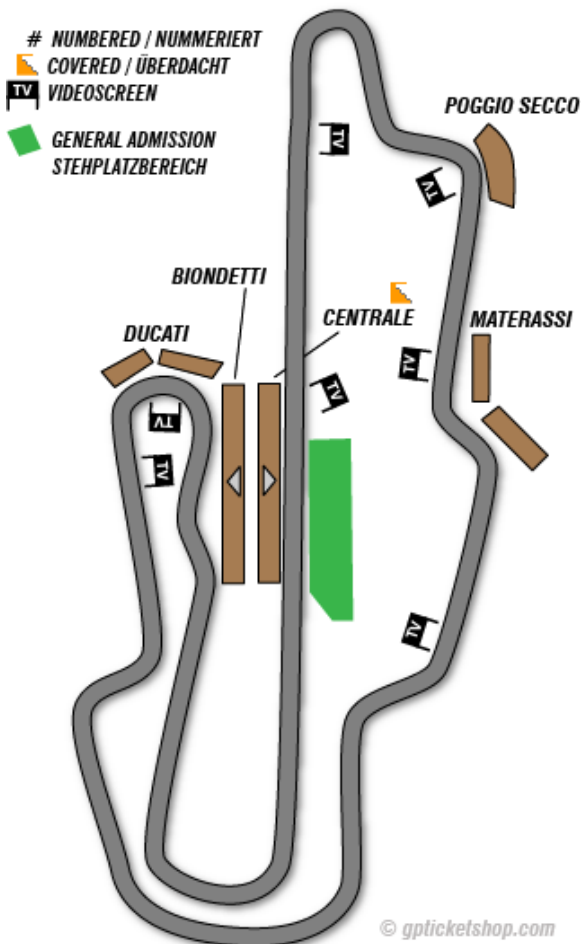 # NUMBERED / NUMMERIERT
COVERED / ÜBERDACHT
TV VIDEOSCREEN
GENERAL ADMISSION
STEHPLATZBEREICH
POGGIO SECCO
TV
TV
BIONDETTI
CENTRALE
MATERASSI
DUCATI
TV
TV
TV
TV
TV
© gpticketshop.com